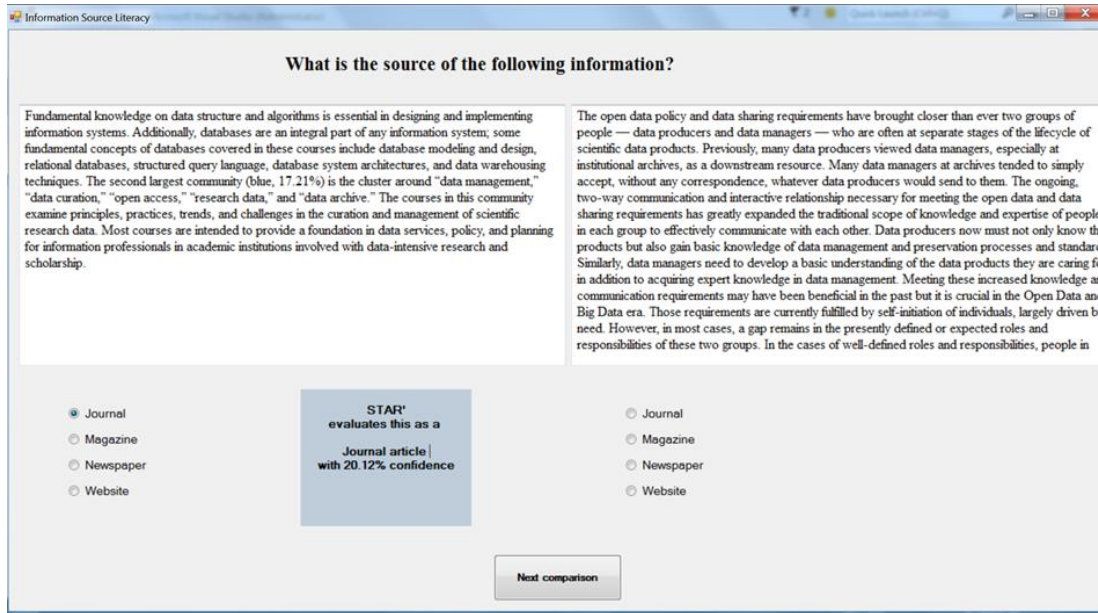 Information Source Literacy
What is the source of the following information?
Fundamental knowledge on data structure and algorithms is essential in designing and implementing
information systems. Additionally, databases are an integral part of any information system; some
fundamental concepts of databases covered in these courses include database modeling and design,
relational databases, structured query language, database system architectures, and data warehousing
techniques. The second largest community (blue, 17.21%) is the cluster around “data management,”
“data curation,” “open access,” “research data,” and “data archive.” The courses in this community
examine principles, practices, trends, and challenges in the curation and management of scientific
research data. Most courses are intended to provide a foundation in data services, policy, and planning
for information professionals in academic institutions involved with data-intensive research and
scholarship.
The open data policy and data sharing requirements have brought closer than ever two groups of
people — data producers and data managers — who are often at separate stages of the lifecycle of
scientific data products. Previously, many data producers viewed data managers, especially at
institutional archives, as a downstream resource. Many data managers at archives tended to simply
accept, without any correspondence, whatever data producers would send to them. The ongoing,
two-way communication and interactive relationship necessary for meeting the open data and data
sharing requirements has greatly expanded the traditional scope of knowledge and expertise of people
in each group to effectively communicate with each other. Data producers now must not only know th
products but also gain basic knowledge of data management and preservation processes and standard
Similarly, data managers need to develop a basic understanding of the data products they are caring fo
in addition to acquiring expert knowledge in data management. Meeting these increased knowledge a
communication requirements may have been beneficial in the past but it is crucial in the Open Data an
Big Data era. Those requirements are currently fulfilled by self-initiation of individuals, largely driven b
need. However, in most cases, a gap remains in the presently defined or expected roles and
responsibilities of these two groups. In the cases of well-defined roles and responsibilities, people in
Journal
Magazine
Newspaper
Website
STAR'
evaluates this as a
Journal article
with 20.12% confidence
Journal
Magazine
Newspaper
Website
Next comparison